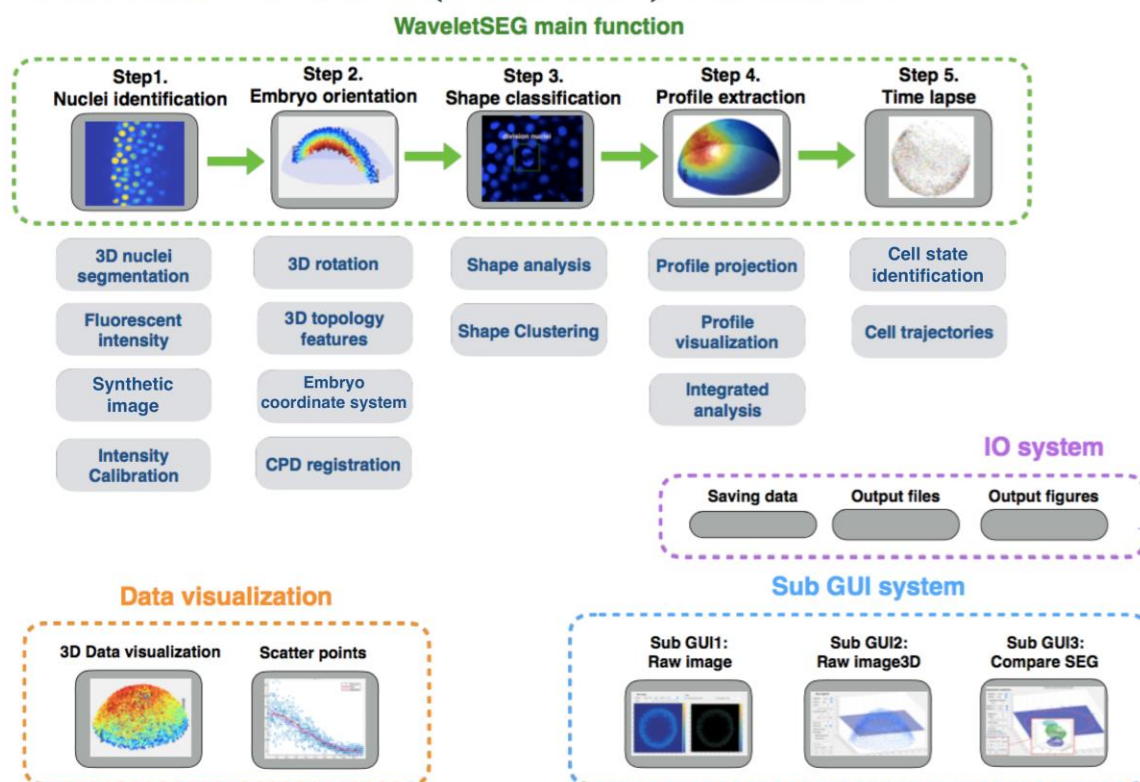 WaveletSEG main function
Step1.
Nuclei identification
Step 2.
Embryo orientation
Step 3.
Shape classification
Step 4.
Profile extraction
Step 5.
Time lapse
division nuclei
3D nuclei
segmentation
Fluorescent
intensity
Synthetic
image
Intensity
Calibration
3D rotation
3D topology
features
Embryo
coordinate system
CPD registration
Shape analysis
Shape Clustering
Profile projection
Profile
visualization
Integrated
analysis
Cell state
identification
Cell trajectories
IO system
Saving data
Output files
Output figures
Data visualization
3D Data visualization
Scatter points
Sub GUI system
Sub GUI1:
Raw image
Sub GUI2:
Raw image3D
Sub GUI3:
Compare SEG